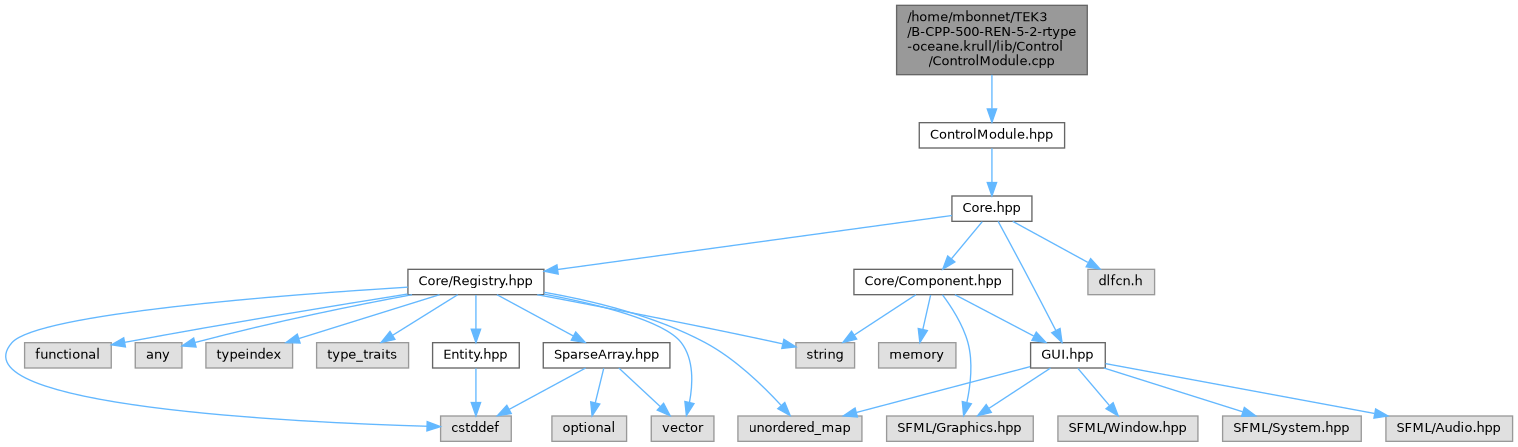 /home/mbonnet/TEK3
/B-CPP-500-REN-5-2-rtype
-oceane.krull/lib/Control
/ControlModule.cpp
ControlModule.hpp
Core.hpp
Core/Registry.hpp
Core/Component.hpp
dlfcn.h
functional
any
typeindex
type_traits
Entity.hpp
SparseArray.hpp
string
memory
GUI.hpp
cstddef
optional
vector
unordered_map
SFML/Graphics.hpp
SFML/Window.hpp
SFML/System.hpp
SFML/Audio.hpp